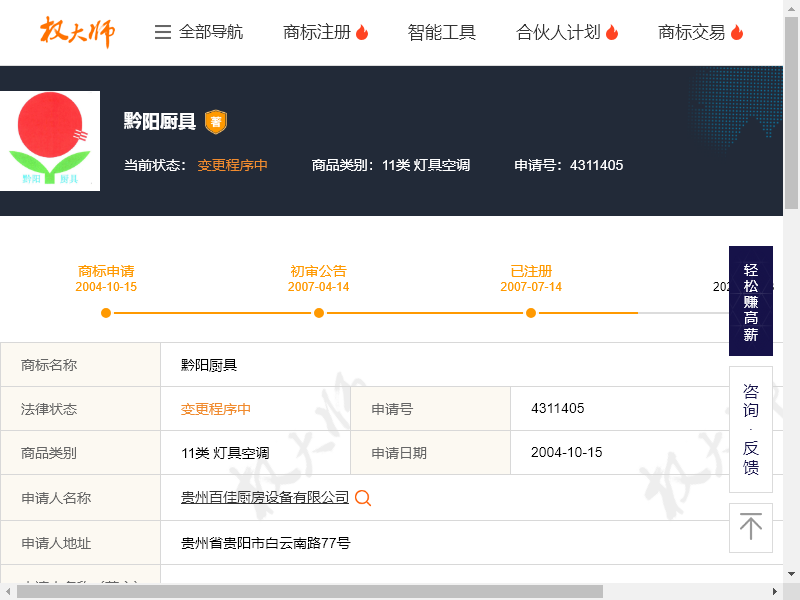 权大师 全部导航 商标注册 智能工具 合伙人计划 商标交易
黔阳厨具 著
黔阳 厨具
当前状态： 变更程序中 商品类别：11类 灯具空调 申请号：4311405
商标申请 初审公告 已注册
2004-10-15 2007-04-14 2007-07-14
轻松赚高薪
商标名称 黔阳厨具
法律状态 变更程序中 申请号 4311405
商品类别 11类 灯具空调 申请日期 2004-10-15
咨询·反馈
申请人名称 贵州百佳厨房设备有限公司
申请人地址 贵州省贵阳市白云南路77号
权大师